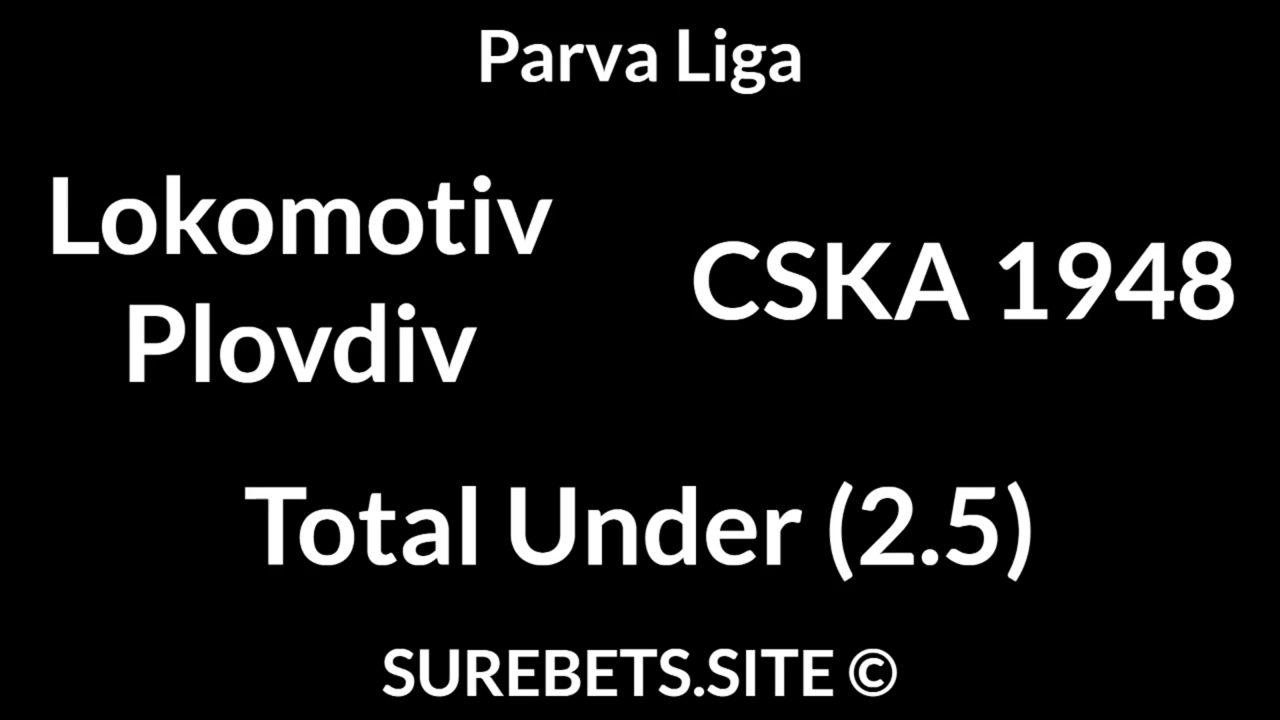 Parva Liga
Lokomotiv
Plovdiv
CSKA 1948
Total Under (2.5)
SUREBETS.SITE ©